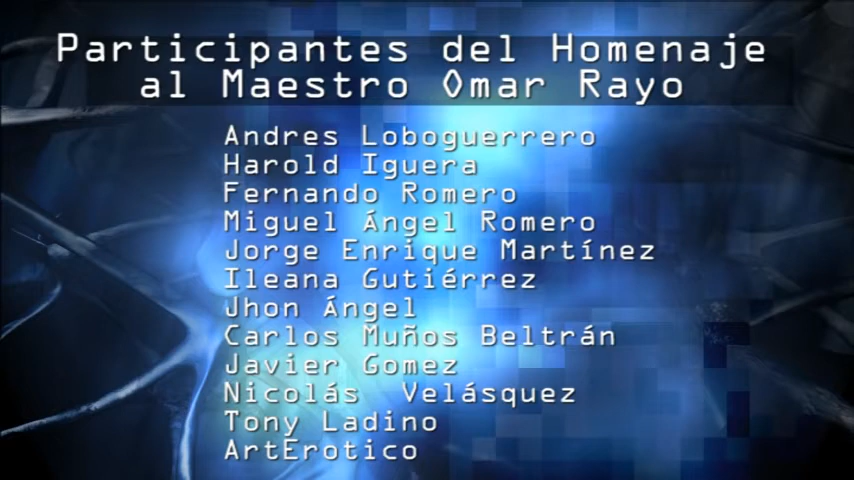 Participantes del Homenaje
al Maestro Omar Rayo
Andres Loboguerrero
Harold Iguera
Fernando Romero
Miguel Ángel Romero
Jorge Enrique Martínez
Ileana Gutiérrez
Jhon Ángel
Carlos Muños Beltrán
Javier Gomez
Nicolás  Velásquez
Tony Ladino
ArtErotico